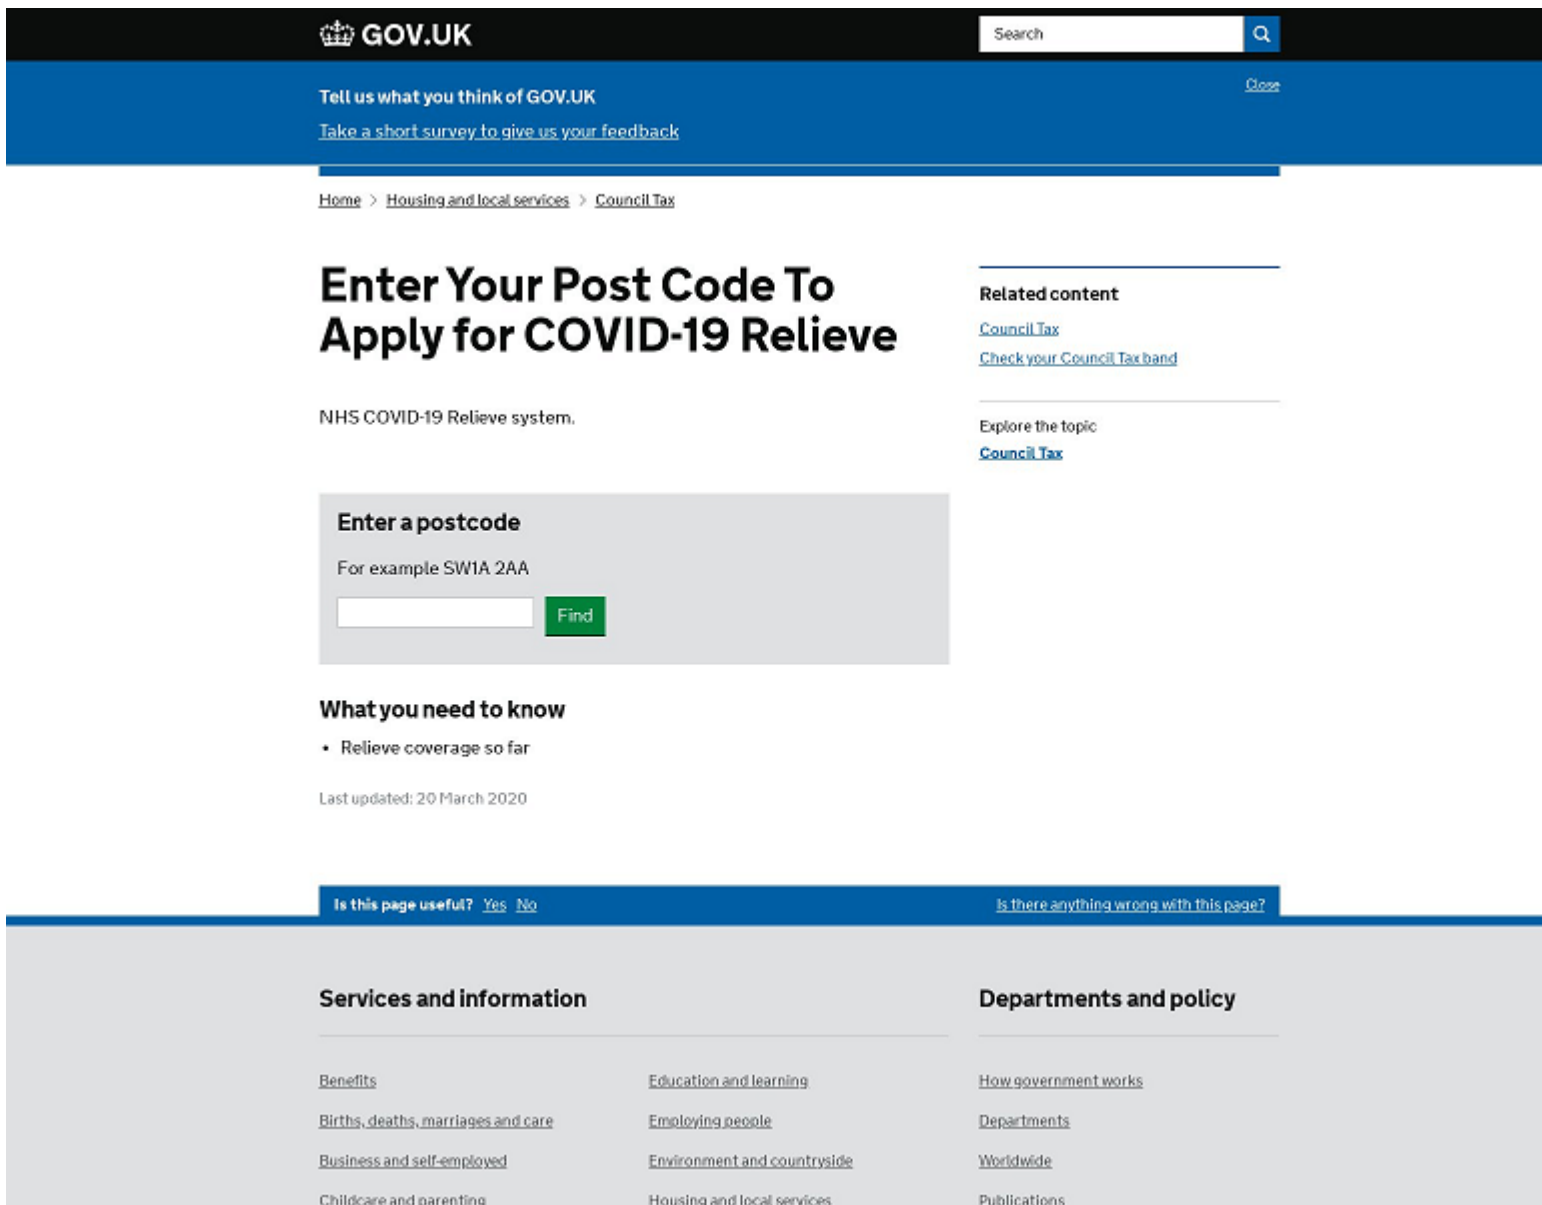 GOV.UK
Search
Tell us what you think of GOV.UK
Close
Take a short survey to give us your feedback
Home > Housing and local services > Council Tax
Enter Your Post Code To
Apply for COVID-19 Relieve
NHS COVID-19 Relieve system.
Related content
Council Tax
Check your Council Tax band
Explore the topic
Council Tax
Enter a postcode
For example SW1A 2AA
Find
What you need to know
• Relieve coverage so far
Last updated: 20 March 2020
Is this page useful? Yes No
Is there anything wrong with this page?
Services and information
Departments and policy
Benefits
Education and learning
How government works
Births, deaths, marriages and care
Employing people
Departments
Business and self-employed
Environment and countryside
Worldwide
Childcare and parenting
Housing and local services
Publications